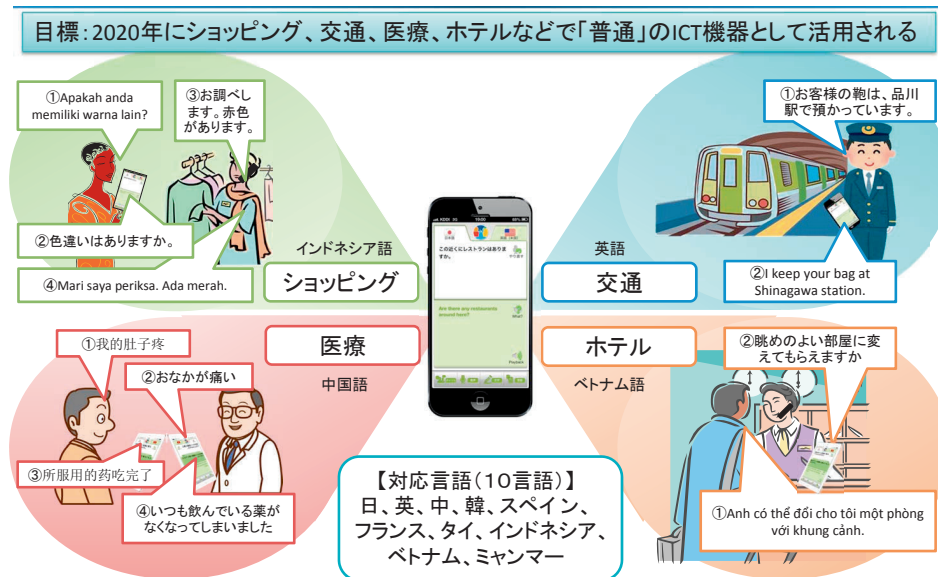 目標：2020年にショッピング、交通、医療、ホテルなどで「普通」のICT機器として活用される
①Apakah anda
memiliki warna lain?
③お調べし
ます。赤色
があります。
②色違いはありますか。
④Mari saya periksa. Ada merah.
インドネシア語
ショッピング
①お客様の鞄は、品川
駅で預かっています。
②I keep your bag at
Shinagawa station.
英語
交通
KDDI 3G
19:00
日本語
この近くにレストランはありま
すか。
やり直す
Are there any restaurants
around here?
医療
中国語
①我的肚子疼
②おなかが痛い
③所服用的药吃完了
④いつも飲んでいる薬が
なくなってしまいました
ホテル
ベトナム語
②眺めのよい部屋に変
えてもらえますか
①Anh có thể đổi cho tôi một phòng
với khung cảnh.
【対応言語（１０言語）】
日、英、中、韓、スペイン、
フランス、タイ、インドネシア、
ベトナム、ミャンマー